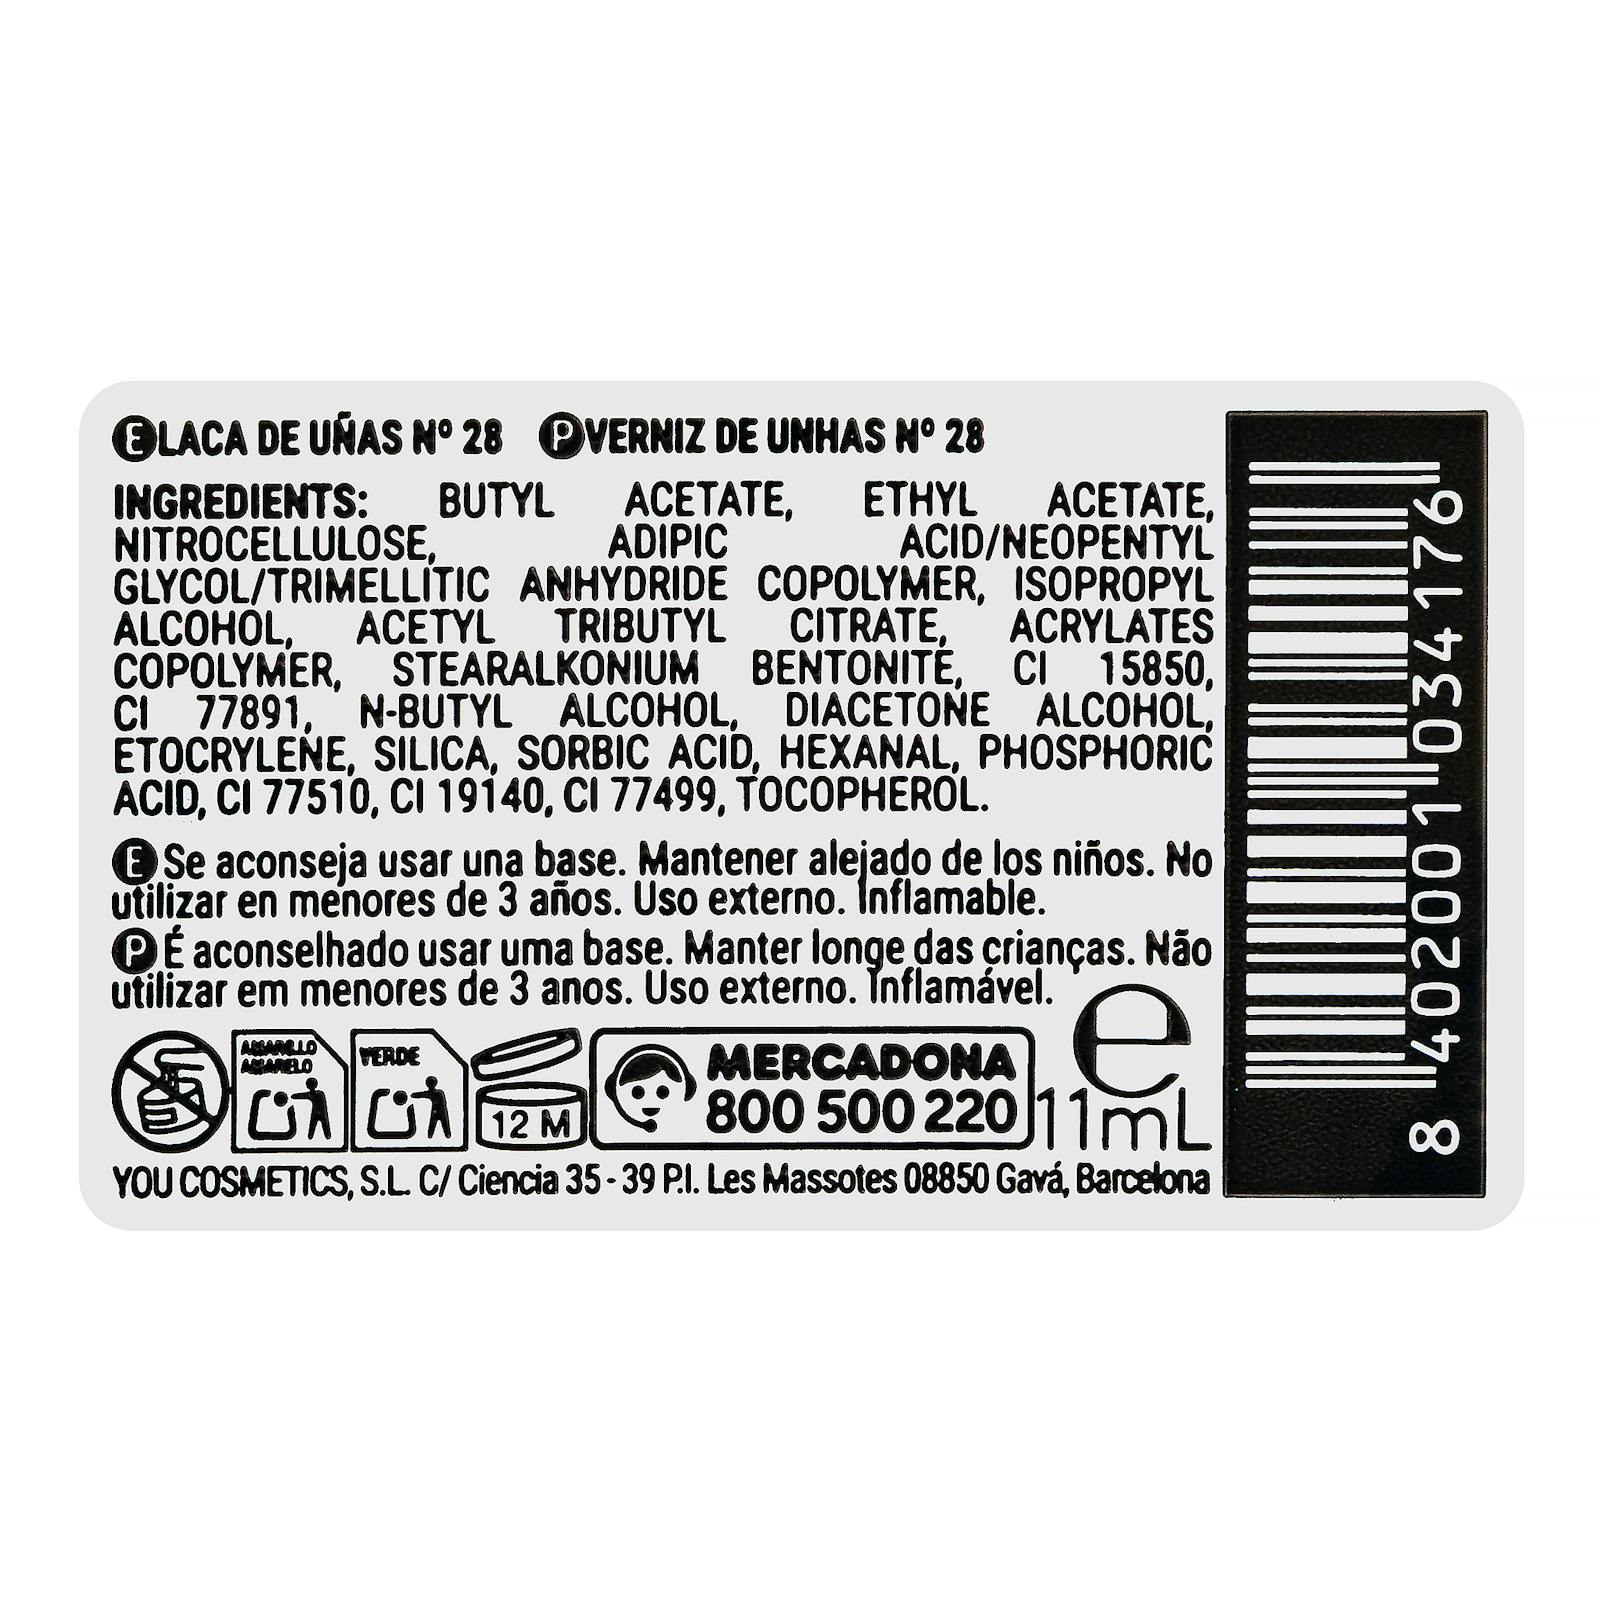 E LACA DE UÑAS Nº 28 P VERNIZ DE UNHAS Nº 28
INGREDIENTS: BUTYL ACETATE, ETHYL ACETATE,
NITROCELLULOSE, ADIPIC ACID/NEOPENTYL
GLYCOL/TRIMELLITIC ANHYDRIDE COPOLYMER, ISOPROPYL
ALCOHOL, ACETYL TRIBUTYL CITRATE, ACRYLATES
COPOLYMER, STEARALKONIUM BENTONITE, CI 15850,
CI 77891, N-BUTYL ALCOHOL, DIACETONE ALCOHOL,
ETOCRYLENE, SILICA, SORBIC ACID, HEXANAL, PHOSPHORIC
ACID, CI 77510, CI 19140, CI 77499, TOCOPHEROL.
E Se aconseja usar una base. Mantener alejado de los niños. No
utilizar en menores de 3 años. Uso externo. Inflamable.
P É aconselhado usar uma base. Manter longe das crianças. Não
utilizar em menores de 3 anos. Uso externo. Inflamável.
AMARILLO
AMARELO
VERDE
12 M
MERCADONA
800 500 220
e
11mL
YOU COSMETICS, S.L. C/ Ciencia 35 - 39 P.I. Les Massotes 08850 Gavá, Barcelona
8 402001 034176